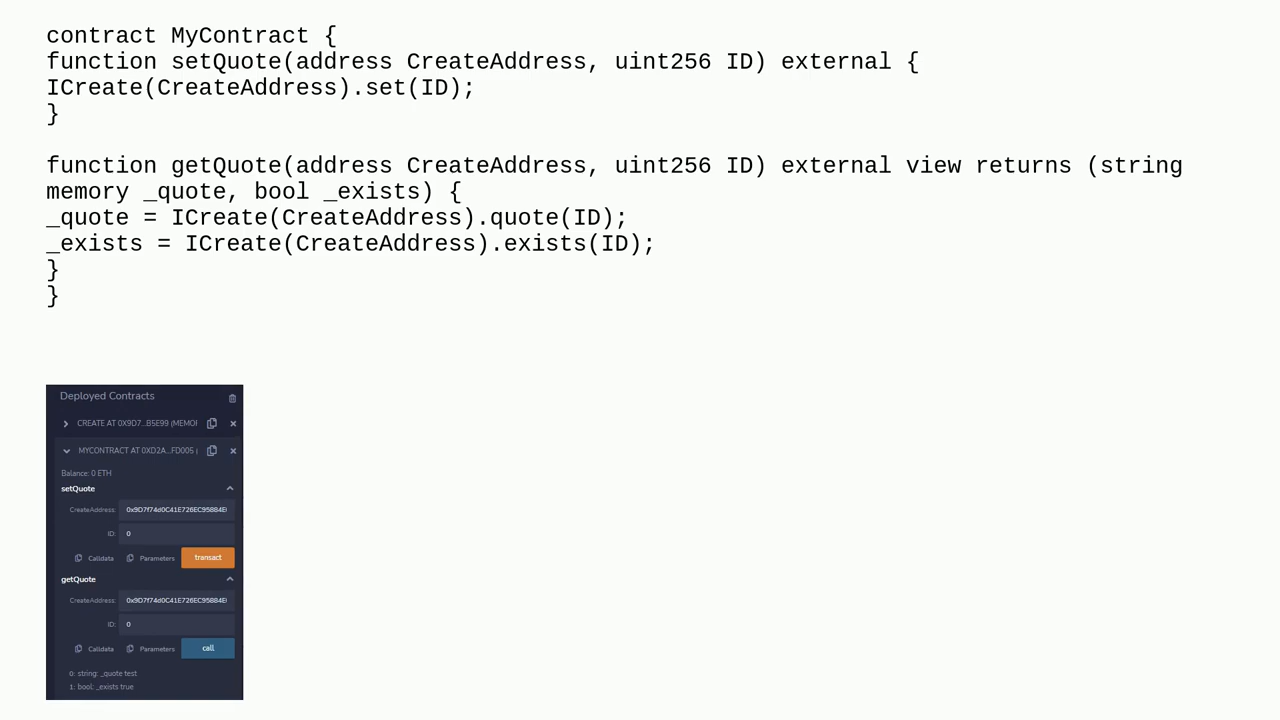 contract MyContract {
function setQuote(address CreateAddress, uint256 ID) external {
ICreate(CreateAddress).set(ID);
}
function getQuote(address CreateAddress, uint256 ID) external view returns (string
memory _quote, bool _exists) {
_quote = ICreate(CreateAddress).quote(ID);
_exists = ICreate(CreateAddress).exists(ID);
}
}
Deployed Contracts
CREATE AT 0X9D7...B5E99 (MEMOI
MYCONTRACT AT 0XD2A...FD005 (
Balance: 0 ETH
setQuote
CreateAddress: 0x9D7f74d0C41E726EC95884E
ID: 0
Calldata Parameters transact
getQuote
CreateAddress: 0x9D7f74d0C41E726EC95884E
ID: 0
Calldata Parameters call
0: string: _quote test
1: bool: _exists true